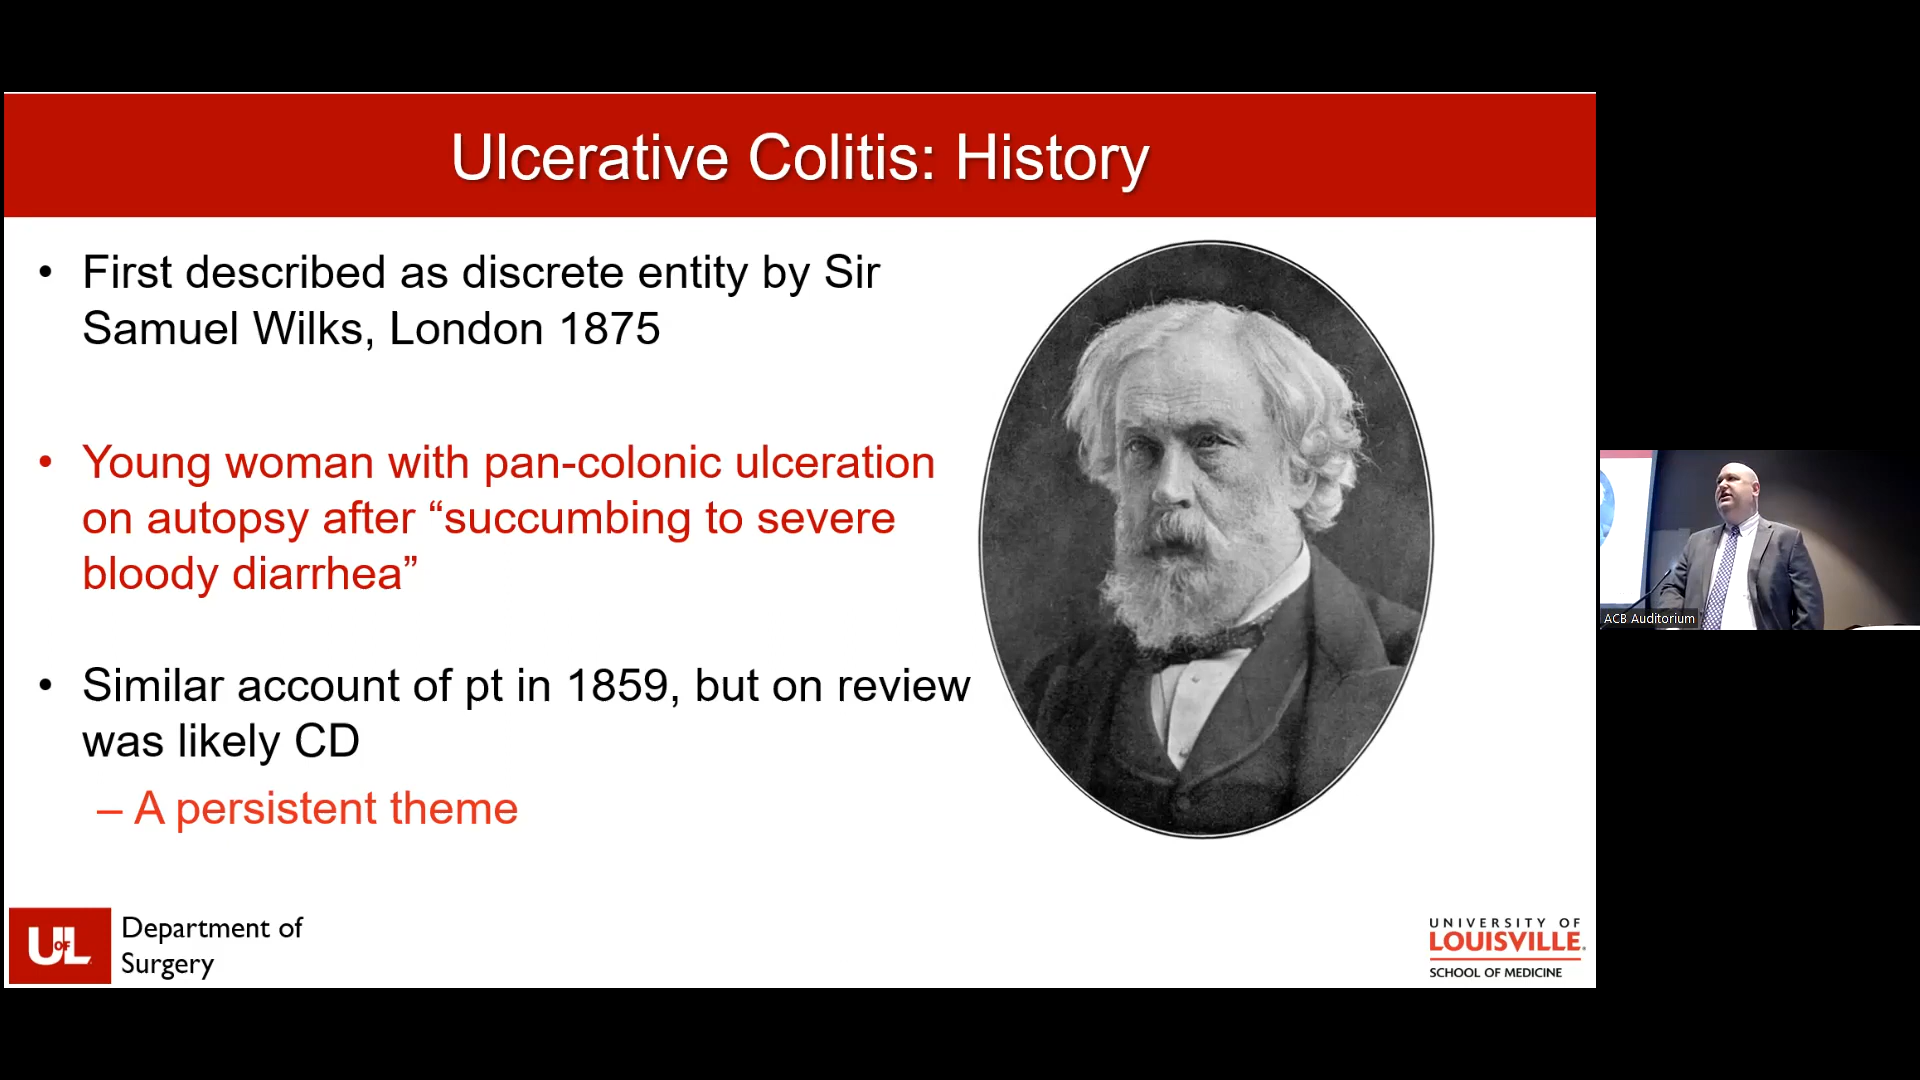 Ulcerative Colitis: History
• First described as discrete entity by Sir
Samuel Wilks, London 1875
• Young woman with pan-colonic ulceration
on autopsy after “succumbing to severe
bloody diarrhea”
• Similar account of pt in 1859, but on review
was likely CD
– A persistent theme
ACB Auditorium
UofL
Department of
Surgery
UNIVERSITY OF
LOUISVILLE.
SCHOOL OF MEDICINE